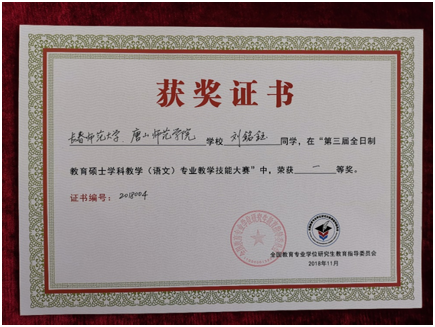 获奖证书
长春师范大学、唐山师范学院 学校 刘铭钰 同学，在“第三届全日制
教育硕士学科教学（语文）专业教学技能大赛”中，荣获 一 等奖。
证书编号：2018004
全国教育专业学位研究生教育指导委员会
2018年11月